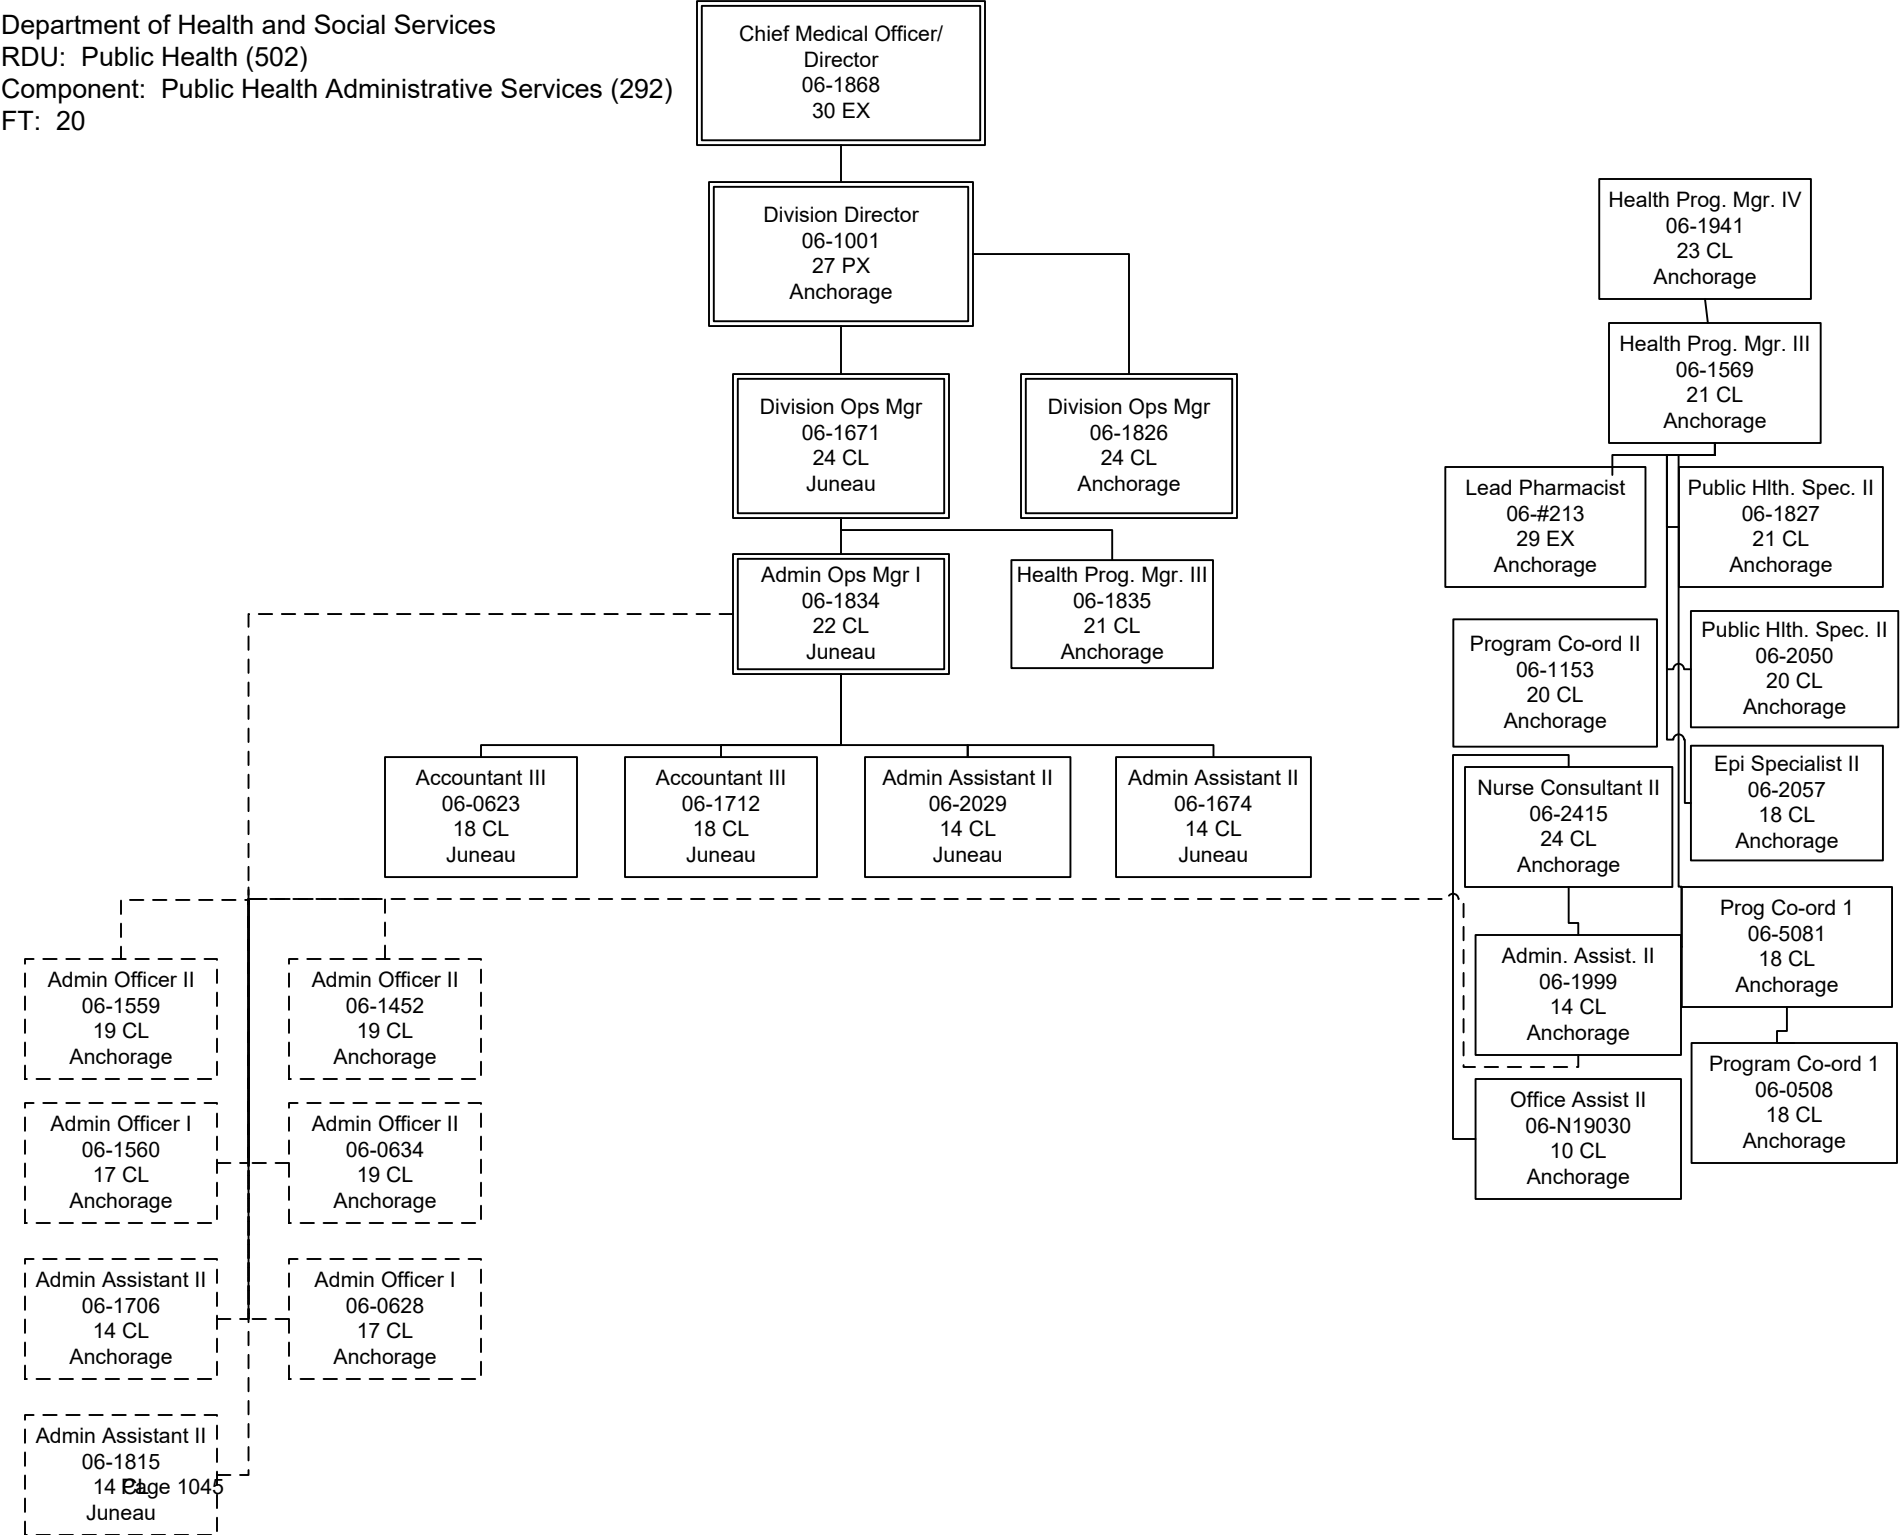 Department of Health and Social Services
RDU:  Public Health (502)
Component:  Public Health Administrative Services (292)
FT:  20
Chief Medical Officer/
Director
06-1868
30 EX
Division Director
06-1001
27 PX
Anchorage
Division Ops Mgr
06-1671
24 CL
Juneau
Division Ops Mgr
06-1826
24 CL
Anchorage
Admin Ops Mgr I
06-1834
22 CL
Juneau
Health Prog. Mgr. III
06-1835
21 CL
Anchorage
Accountant III
06-0623
18 CL
Juneau
Accountant III
06-1712
18 CL
Juneau
Admin Assistant II
06-2029
14 CL
Juneau
Admin Assistant II
06-1674
14 CL
Juneau
Admin Officer II
06-1559
19 CL
Anchorage
Admin Officer II
06-1452
19 CL
Anchorage
Admin Officer I
06-1560
17 CL
Anchorage
Admin Officer II
06-0634
19 CL
Anchorage
Admin Assistant II
06-1706
14 CL
Anchorage
Admin Officer I
06-0628
17 CL
Anchorage
Admin Assistant II
06-1815
14 CL
Juneau
Page 1045
Health Prog. Mgr. IV
06-1941
23 CL
Anchorage
Health Prog. Mgr. III
06-1569
21 CL
Anchorage
Lead Pharmacist
06-#213
29 EX
Anchorage
Public Hlth. Spec. II
06-1827
21 CL
Anchorage
Program Co-ord II
06-1153
20 CL
Anchorage
Public Hlth. Spec. II
06-2050
20 CL
Anchorage
Nurse Consultant II
06-2415
24 CL
Anchorage
Epi Specialist II
06-2057
18 CL
Anchorage
Admin. Assist. II
06-1999
14 CL
Anchorage
Prog Co-ord 1
06-5081
18 CL
Anchorage
Office Assist II
06-N19030
10 CL
Anchorage
Program Co-ord 1
06-0508
18 CL
Anchorage